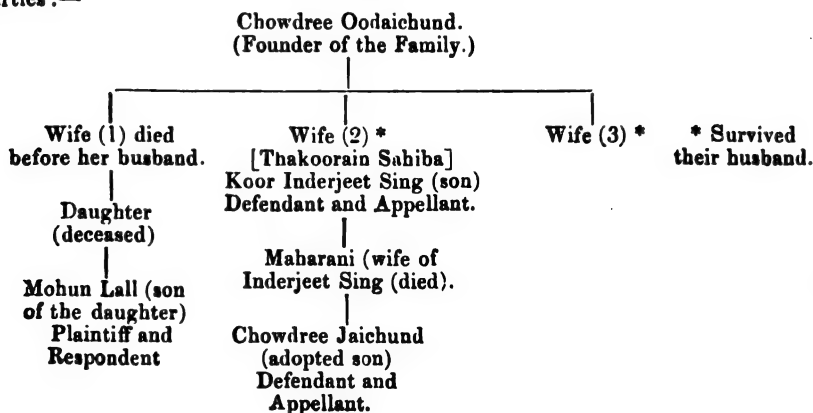 Chowdree Oodaichund.
(Founder of the Family.)
Wife (1) died
before her busband.
Daughter
(deceased)
Mohun Lall (son
of the daughter)
Plaintiff and
Respondent
Wife (2) *
[Thakoorain Sahiba]
Koor Inderjeet Sing (son)
Defendant and Appellant.
Maharani (wife of
Inderjeet Sing (died).
Chowdree Jaichund
(adopted son)
Defendant and
Appellant.
Wife (3) *
* Survived
their husband.